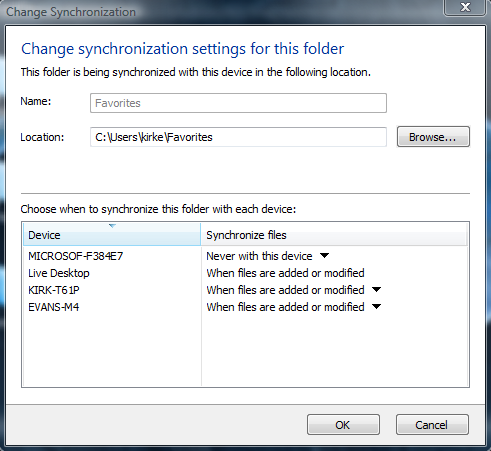 Change Synchronization
Change synchronization settings for this folder
This folder is being synchronized with this device in the following location.
Name: Favorites
Location: C:\Users\kirke\Favorites Browse...
Choose when to synchronize this folder with each device:
Device Synchronize files
MICROSOF-F384E7 Never with this device
Live Desktop When files are added or modified
KIRK-T61P When files are added or modified
EVANS-M4 When files are added or modified
OK Cancel